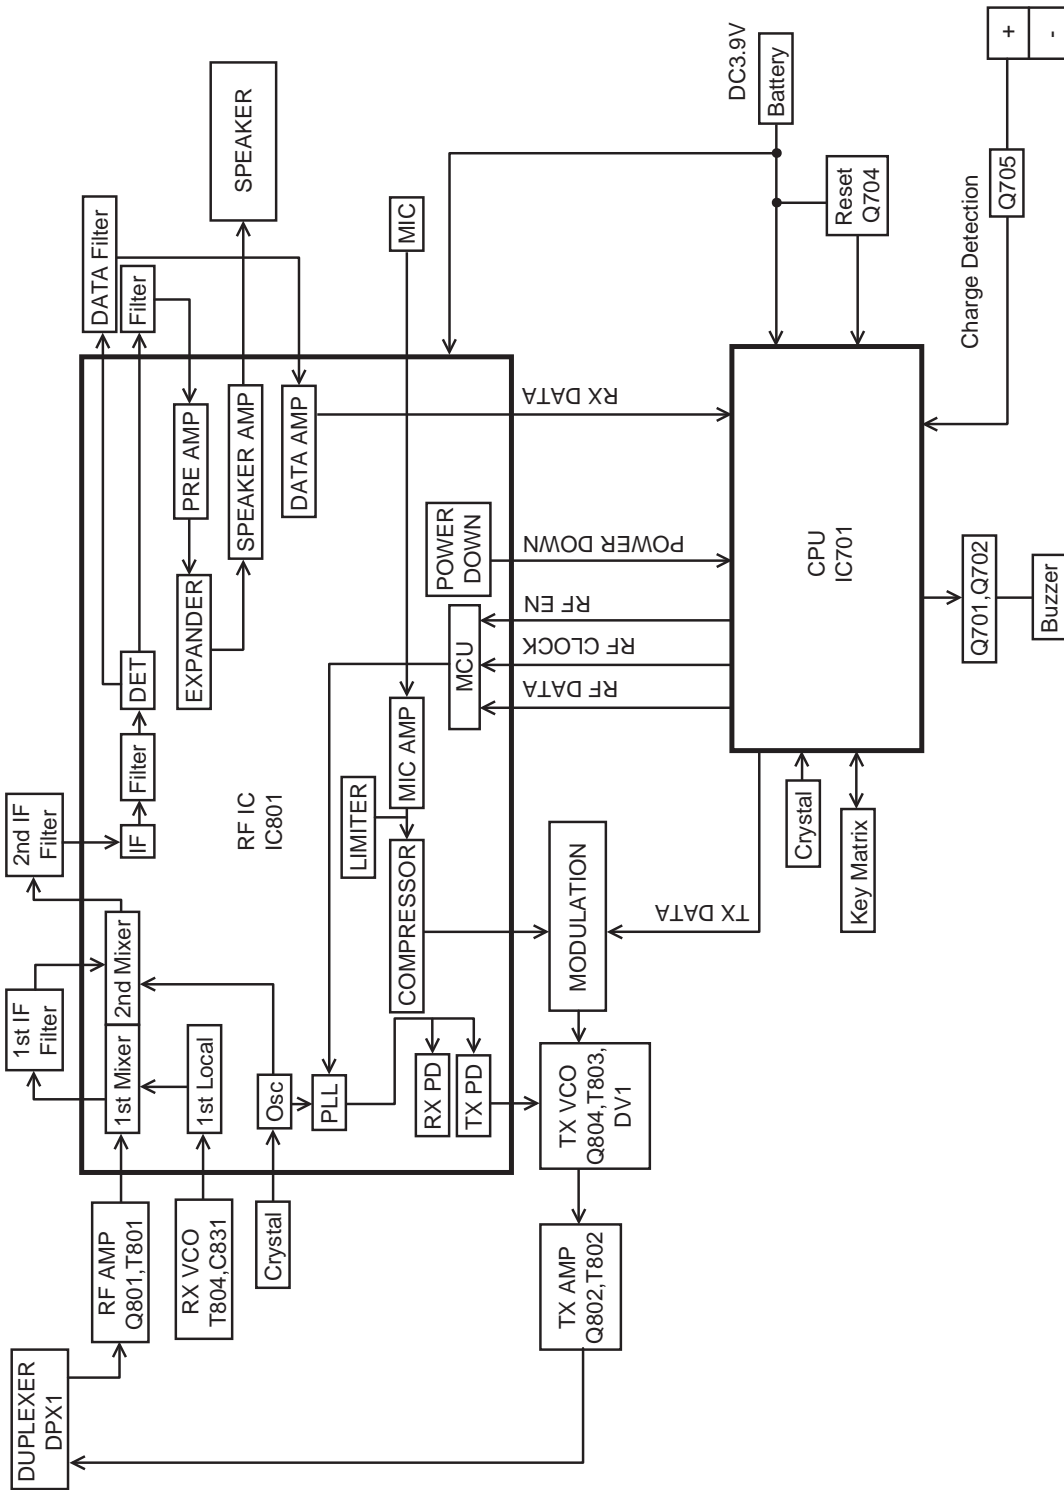 DUPLEXER
DPX1
RF AMP
Q801,T801
RX VCO
T804,C831
Crystal
1st IF
Filter
2nd IF
Filter
1st Mixer
2nd Mixer
1st Local
Osc
PLL
IF
Filter
DET
DATA Filter
Filter
PRE AMP
EXPANDER
SPEAKER AMP
SPEAKER
DATA AMP
RF IC
IC801
LIMITER
MIC AMP
MIC
COMPRESSOR
RX PD
TX PD
MCU
POWER
DOWN
TX AMP
Q802,T802
TX VCO
Q804,T803,
DV1
MODULATION
TX DATA
RF DATA
RF CLOCK
RF EN
POWER DOWN
RX DATA
DC3.9V
Battery
Reset
Q704
CPU
IC701
Crystal
Key Matrix
Q701,Q702
Buzzer
Charge Detection
Q705
+
-